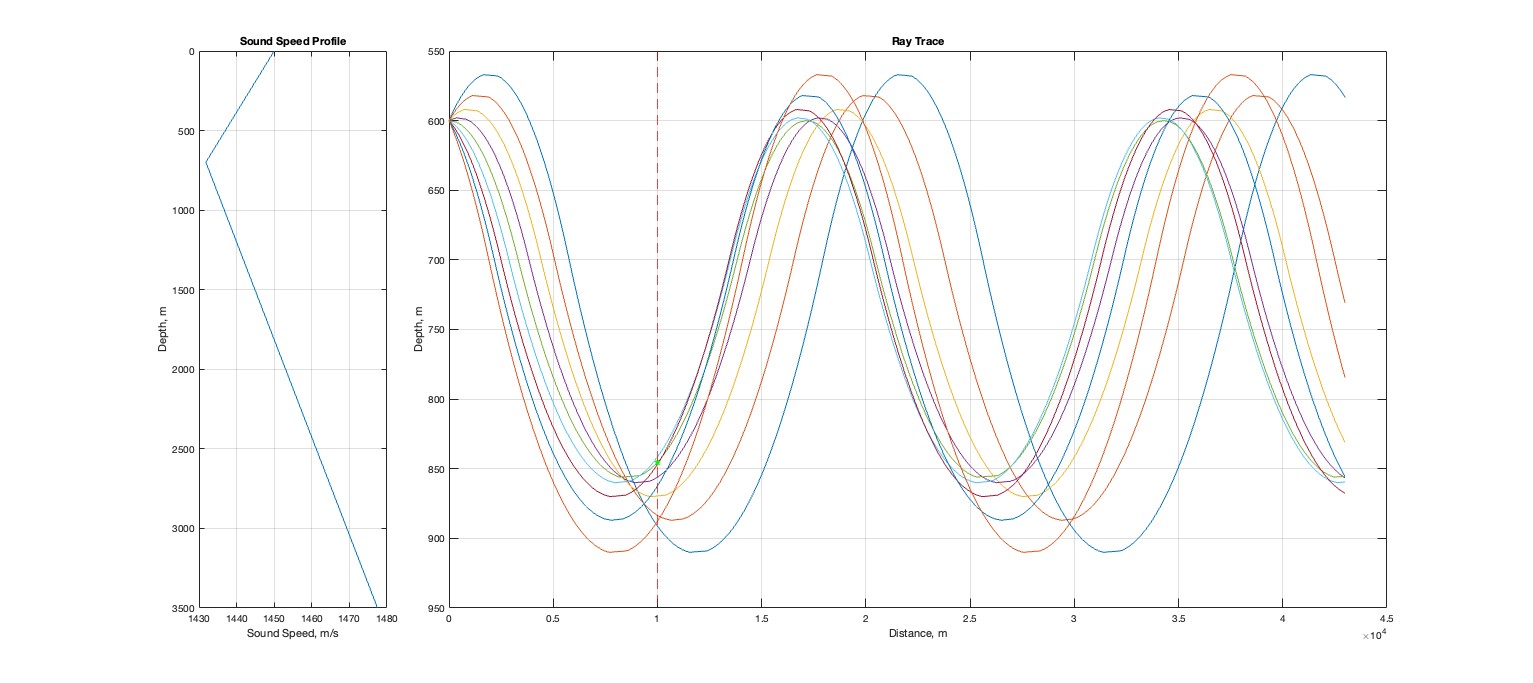 Sound Speed Profile
0
500
1000
1500
2000
2500
3000
3500
1430 1440 1450 1460 1470 1480
Depth, m
Sound Speed, m/s
Ray Trace
550
600
650
700
750
800
850
900
950
0 0.5 1 1.5 2 2.5 3 3.5 4 4.5
×10^4
Depth, m
Distance, m